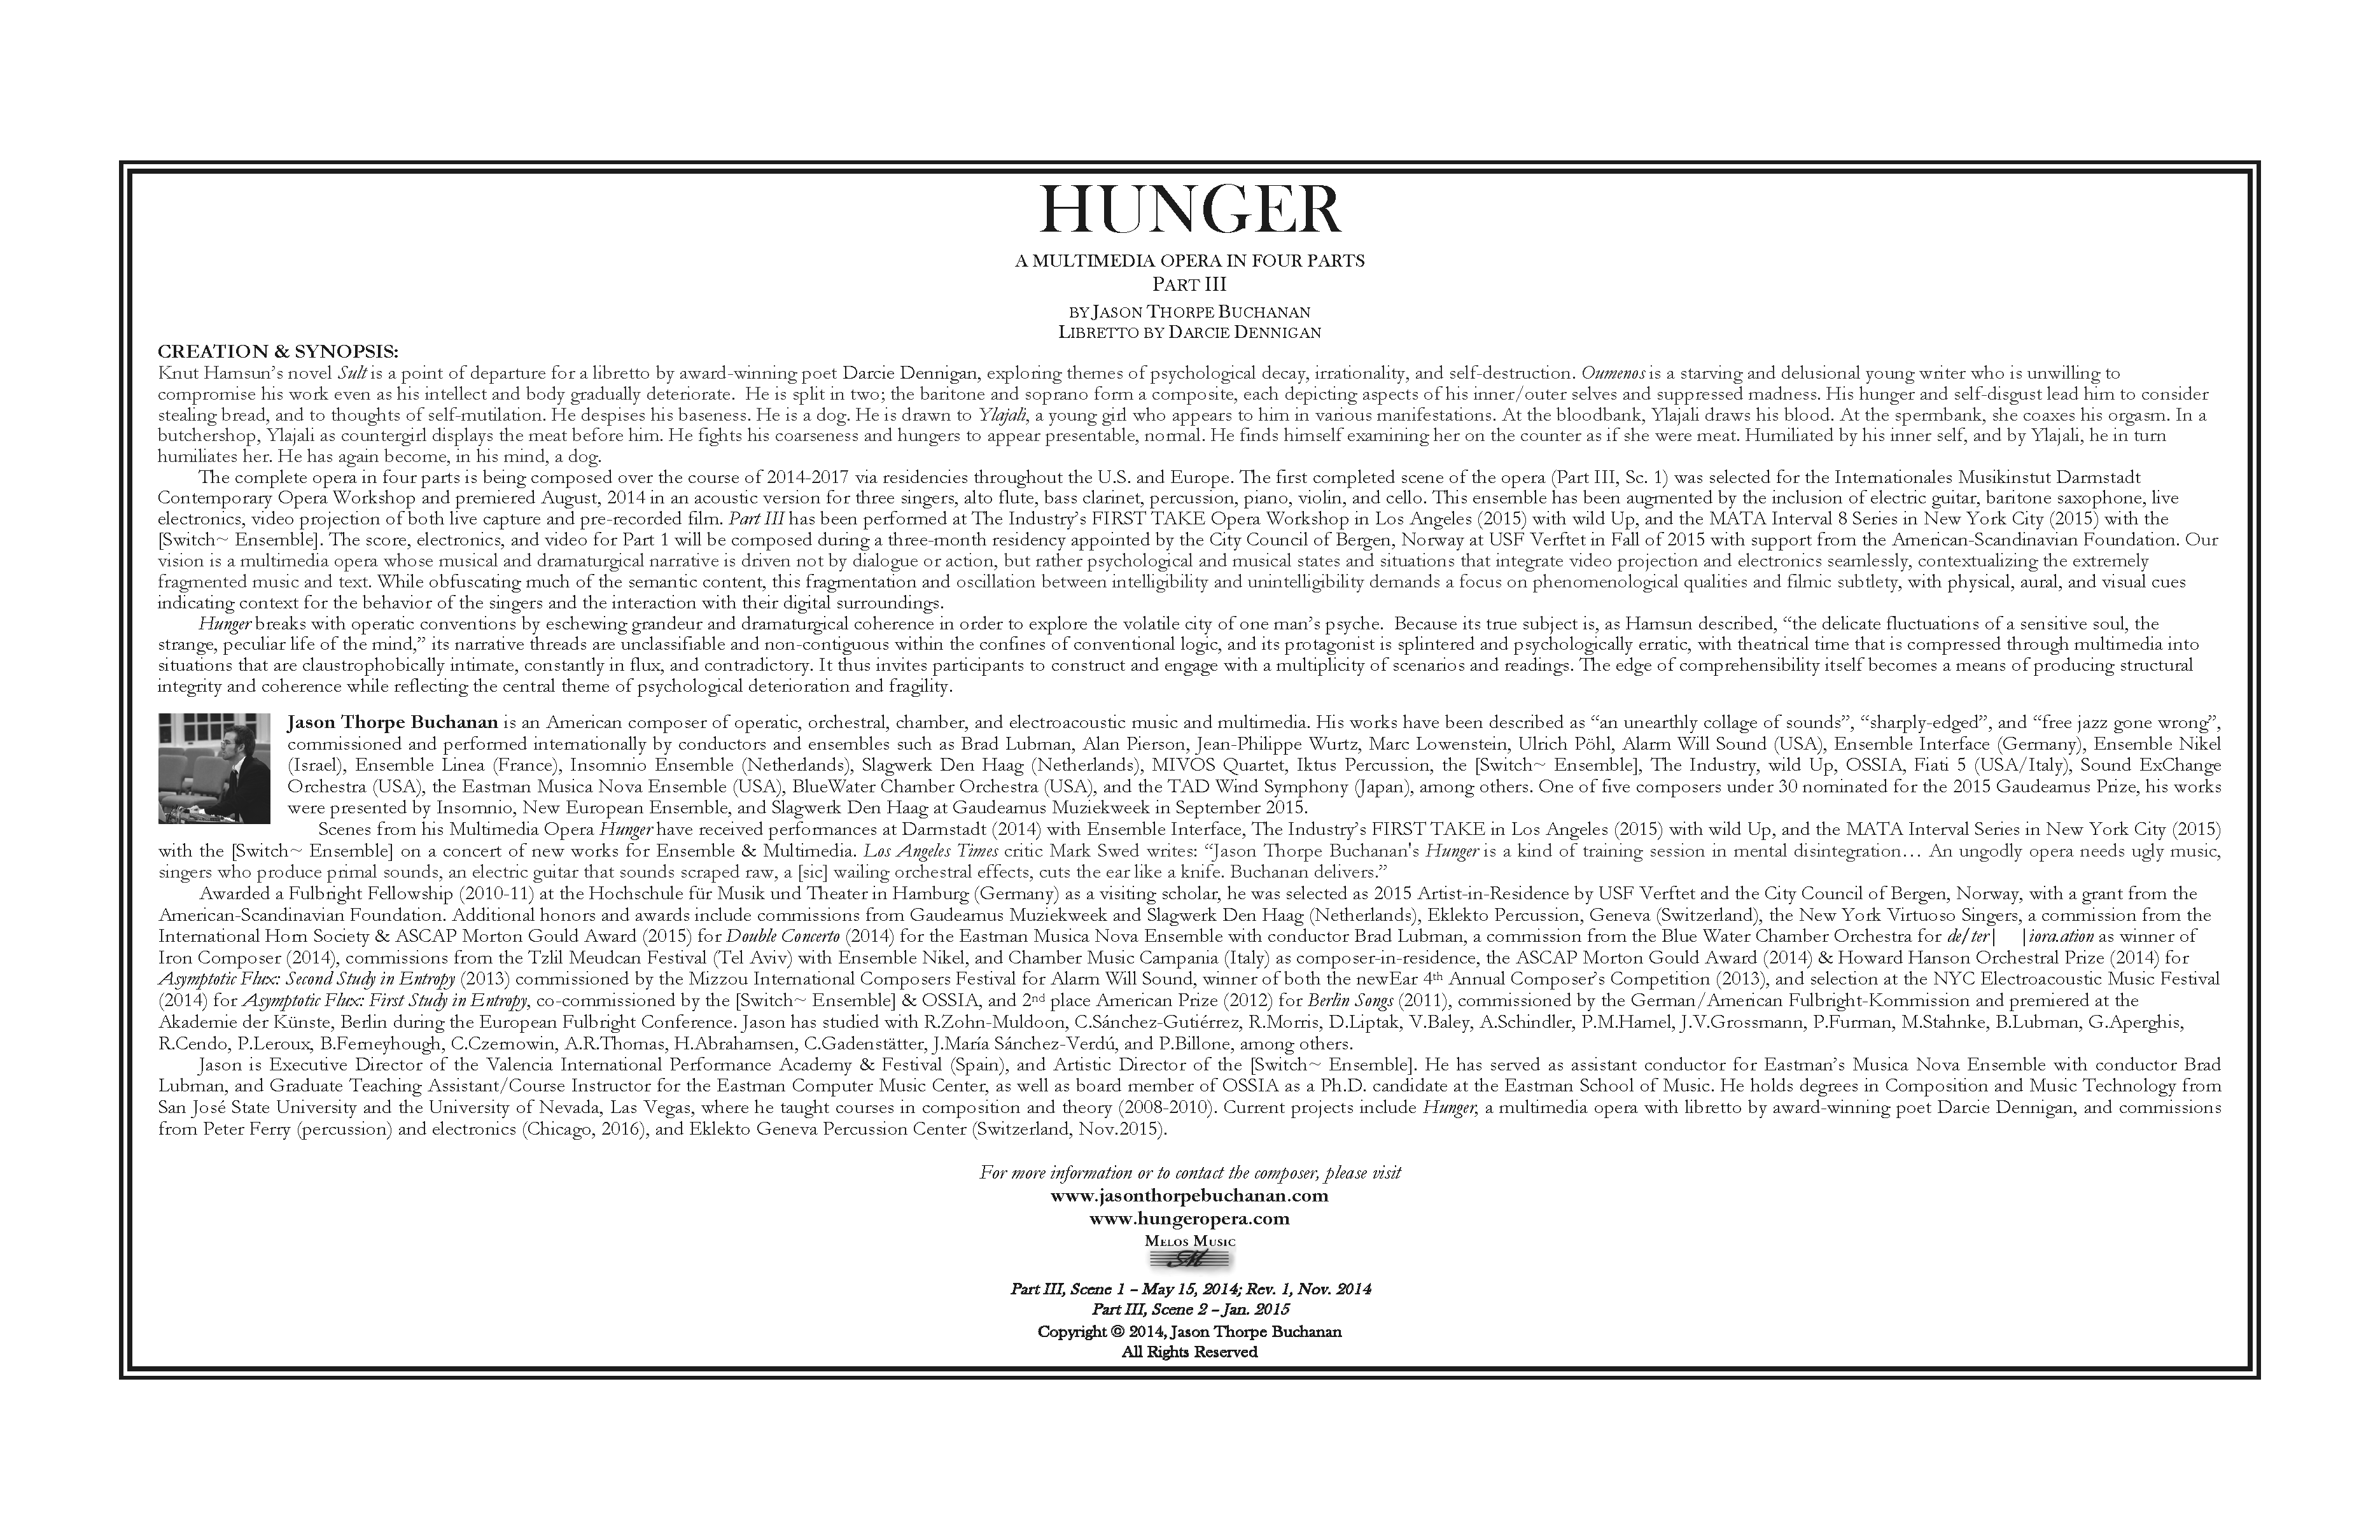 HUNGER
A MULTIMEDIA OPERA IN FOUR PARTS
PART III
BY JASON THORPE BUCHANAN
LIBRETTO BY DARCIE DENNIGAN
CREATION & SYNOPSIS:
Knut Hamsun’s novel Sult is a point of departure for a libretto by award-winning poet Darcie Dennigan, exploring themes of psychological decay, irrationality, and self-destruction. Oumenos is a starving and delusional young writer who is unwilling to
compromise his work even as his intellect and body gradually deteriorate.  He is split in two; the baritone and soprano form a composite, each depicting aspects of his inner/outer selves and suppressed madness. His hunger and self-disgust lead him to consider
stealing bread, and to thoughts of self-mutilation. He despises his baseness. He is a dog. He is drawn to Ylajali, a young girl who appears to him in various manifestations. At the bloodbank, Ylajali draws his blood. At the spermbank, she coaxes his orgasm. In a
butchershop, Ylajali as countergirl displays the meat before him. He fights his coarseness and hungers to appear presentable, normal. He finds himself examining her on the counter as if she were meat. Humiliated by his inner self, and by Ylajali, he in turn
humiliates her. He has again become, in his mind, a dog.
The complete opera in four parts is being composed over the course of 2014-2017 via residencies throughout the U.S. and Europe. The first completed scene of the opera (Part III, Sc. 1) was selected for the Internationales Musikinstut Darmstadt
Contemporary Opera Workshop and premiered August, 2014 in an acoustic version for three singers, alto flute, bass clarinet, percussion, piano, violin, and cello. This ensemble has been augmented by the inclusion of electric guitar, baritone saxophone, live
electronics, video projection of both live capture and pre-recorded film. Part III has been performed at The Industry’s FIRST TAKE Opera Workshop in Los Angeles (2015) with wild Up, and the MATA Interval 8 Series in New York City (2015) with the
[Switch~ Ensemble]. The score, electronics, and video for Part 1 will be composed during a three-month residency appointed by the City Council of Bergen, Norway at USF Verftet in Fall of 2015 with support from the American-Scandinavian Foundation. Our
vision is a multimedia opera whose musical and dramaturgical narrative is driven not by dialogue or action, but rather psychological and musical states and situations that integrate video projection and electronics seamlessly, contextualizing the extremely
fragmented music and text. While obfuscating much of the semantic content, this fragmentation and oscillation between intelligibility and unintelligibility demands a focus on phenomenological qualities and filmic subtlety, with physical, aural, and visual cues
indicating context for the behavior of the singers and the interaction with their digital surroundings.
Hunger breaks with operatic conventions by eschewing grandeur and dramaturgical coherence in order to explore the volatile city of one man’s psyche.  Because its true subject is, as Hamsun described, “the delicate fluctuations of a sensitive soul, the
strange, peculiar life of the mind,” its narrative threads are unclassifiable and non-contiguous within the confines of conventional logic, and its protagonist is splintered and psychologically erratic, with theatrical time that is compressed through multimedia into
situations that are claustrophobically intimate, constantly in flux, and contradictory. It thus invites participants to construct and engage with a multiplicity of scenarios and readings. The edge of comprehensibility itself becomes a means of producing structural
integrity and coherence while reflecting the central theme of psychological deterioration and fragility.
Jason Thorpe Buchanan is an American composer of operatic, orchestral, chamber, and electroacoustic music and multimedia. His works have been described as “an unearthly collage of sounds”, “sharply-edged”, and “free jazz gone wrong”,
commissioned and performed internationally by conductors and ensembles such as Brad Lubman, Alan Pierson, Jean-Philippe Wurtz, Marc Lowenstein, Ulrich Pöhl, Alarm Will Sound (USA), Ensemble Interface (Germany), Ensemble Nikel
(Israel), Ensemble Linea (France), Insomnio Ensemble (Netherlands), Slagwerk Den Haag (Netherlands), MIVOS Quartet, Iktus Percussion, the [Switch~ Ensemble], The Industry, wild Up, OSSIA, Fiati 5 (USA/Italy), Sound ExChange
Orchestra (USA), the Eastman Musica Nova Ensemble (USA), BlueWater Chamber Orchestra (USA), and the TAD Wind Symphony (Japan), among others. One of five composers under 30 nominated for the 2015 Gaudeamus Prize, his works
were presented by Insomnio, New European Ensemble, and Slagwerk Den Haag at Gaudeamus Muziekweek in September 2015.
Scenes from his Multimedia Opera Hunger have received performances at Darmstadt (2014) with Ensemble Interface, The Industry’s FIRST TAKE in Los Angeles (2015) with wild Up, and the MATA Interval Series in New York City (2015)
with the [Switch~ Ensemble] on a concert of new works for Ensemble & Multimedia. Los Angeles Times critic Mark Swed writes: “Jason Thorpe Buchanan's Hunger is a kind of training session in mental disintegration… An ungodly opera needs ugly music,
singers who produce primal sounds, an electric guitar that sounds scraped raw, a [sic] wailing orchestral effects, cuts the ear like a knife. Buchanan delivers.”
Awarded a Fulbright Fellowship (2010-11) at the Hochschule für Musik und Theater in Hamburg (Germany) as a visiting scholar, he was selected as 2015 Artist-in-Residence by USF Verftet and the City Council of Bergen, Norway, with a grant from the
American-Scandinavian Foundation. Additional honors and awards include commissions from Gaudeamus Muziekweek and Slagwerk Den Haag (Netherlands), Eklekto Percussion, Geneva (Switzerland), the New York Virtuoso Singers, a commission from the
International Horn Society & ASCAP Morton Gould Award (2015) for Double Concerto (2014) for the Eastman Musica Nova Ensemble with conductor Brad Lubman, a commission from the Blue Water Chamber Orchestra for de/ter|    |iora.ation as winner of
Iron Composer (2014), commissions from the Tzlil Meudcan Festival (Tel Aviv) with Ensemble Nikel, and Chamber Music Campania (Italy) as composer-in-residence, the ASCAP Morton Gould Award (2014) & Howard Hanson Orchestral Prize (2014) for
Asymptotic Flux: Second Study in Entropy (2013) commissioned by the Mizzou International Composers Festival for Alarm Will Sound, winner of both the newEar 4th Annual Composer’s Competition (2013), and selection at the NYC Electroacoustic Music Festival
(2014) for Asymptotic Flux: First Study in Entropy, co-commissioned by the [Switch~ Ensemble] & OSSIA, and 2nd place American Prize (2012) for Berlin Songs (2011), commissioned by the German/American Fulbright-Kommission and premiered at the
Akademie der Künste, Berlin during the European Fulbright Conference. Jason has studied with R.Zohn-Muldoon, C.Sánchez-Gutiérrez, R.Morris, D.Liptak, V.Baley, A.Schindler, P.M.Hamel, J.V.Grossmann, P.Furman, M.Stahnke, B.Lubman, G.Aperghis,
R.Cendo, P.Leroux, B.Ferneyhough, C.Czernowin, A.R.Thomas, H.Abrahamsen, C.Gadenstätter, J.María Sánchez-Verdú, and P.Billone, among others.
Jason is Executive Director of the Valencia International Performance Academy & Festival (Spain), and Artistic Director of the [Switch~ Ensemble]. He has served as assistant conductor for Eastman’s Musica Nova Ensemble with conductor Brad
Lubman, and Graduate Teaching Assistant/Course Instructor for the Eastman Computer Music Center, as well as board member of OSSIA as a Ph.D. candidate at the Eastman School of Music. He holds degrees in Composition and Music Technology from
San José State University and the University of Nevada, Las Vegas, where he taught courses in composition and theory (2008-2010). Current projects include Hunger, a multimedia opera with libretto by award-winning poet Darcie Dennigan, and commissions
from Peter Ferry (percussion) and electronics (Chicago, 2016), and Eklekto Geneva Percussion Center (Switzerland, Nov.2015).
For more information or to contact the composer, please visit
www.jasonthorpebuchanan.com
www.hungeropera.com
MELOS MUSIC
M
Part III, Scene 1 – May 15, 2014; Rev. 1, Nov. 2014
Part III, Scene 2 – Jan. 2015
Copyright © 2014, Jason Thorpe Buchanan
All Rights Reserved